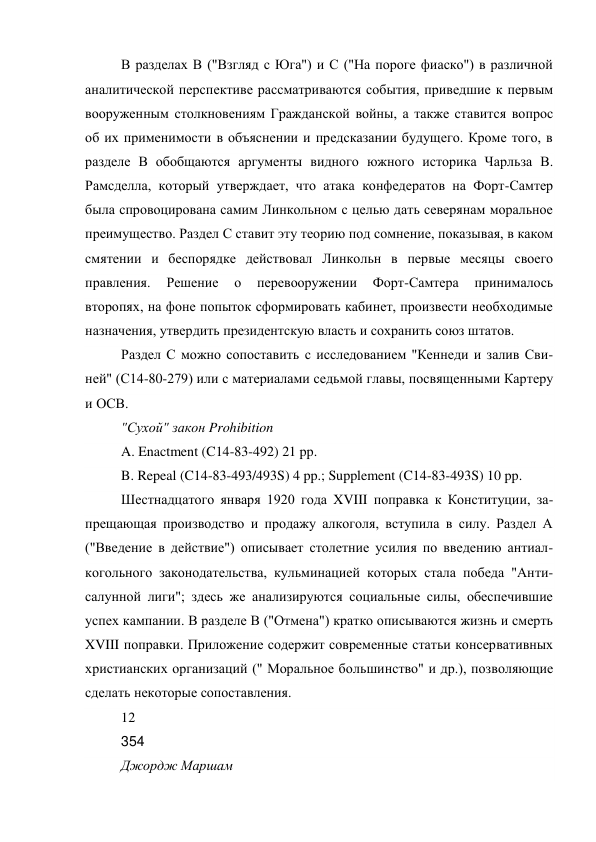 В разделах В ("Взгляд с Юга") и С ("На пороге фиаско") в различной
аналитической перспективе рассматриваются события, приведшие к первым
вооруженным столкновениям Гражданской войны, а также ставится вопрос
об их применимости в объяснении и предсказании будущего. Кроме того, в
разделе В обобщаются аргументы видного южного историка Чарльза В.
Рамсделла, который утверждает, что атака конфедератов на Форт-Самтер
была спровоцирована самим Линкольном с целью дать северянам моральное
преимущество. Раздел С ставит эту теорию под сомнение, показывая, в каком
смятении и беспорядке действовал Линкольн в первые месяцы своего
правления. Решение о перевооружении Форт-Самтера принималось
второпях, на фоне попыток сформировать кабинет, произвести необходимые
назначения, утвердить президентскую власть и сохранить союз штатов.
Раздел С можно сопоставить с исследованием "Кеннеди и залив Сви-
ней" (С14-80-279) или с материалами седьмой главы, посвященными Картеру
и ОСВ.
"Сухой" закон Prohibition
A. Enactment (C14-83-492) 21 pp.
B. Repeal (C14-83-493/493S) 4 pp.; Supplement (C14-83-493S) 10 pp.
Шестнадцатого января 1920 года XVIII поправка к Конституции, за-
прещающая производство и продажу алкоголя, вступила в силу. Раздел А
("Введение в действие") описывает столетние усилия по введению антиал-
когольного законодательства, кульминацией которых стала победа "Анти-
салунной лиги"; здесь же анализируются социальные силы, обеспечившие
успех кампании. В разделе В ("Отмена") кратко описываются жизнь и смерть
XVIII поправки. Приложение содержит современные статьи консервативных
христианских организаций (" Моральное большинство" и др.), позволяющие
сделать некоторые сопоставления.
12
354
Джордж Маршам